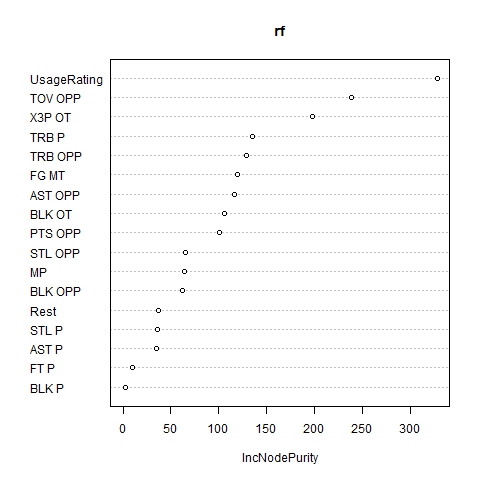 rf
UsageRating
TOV OPP
X3P OT
TRB P
TRB OPP
FG MT
AST OPP
BLK OT
PTS OPP
STL OPP
MP
BLK OPP
Rest
STL P
AST P
FT P
BLK P
0 50 100 150 200 250 300
IncNodePurity